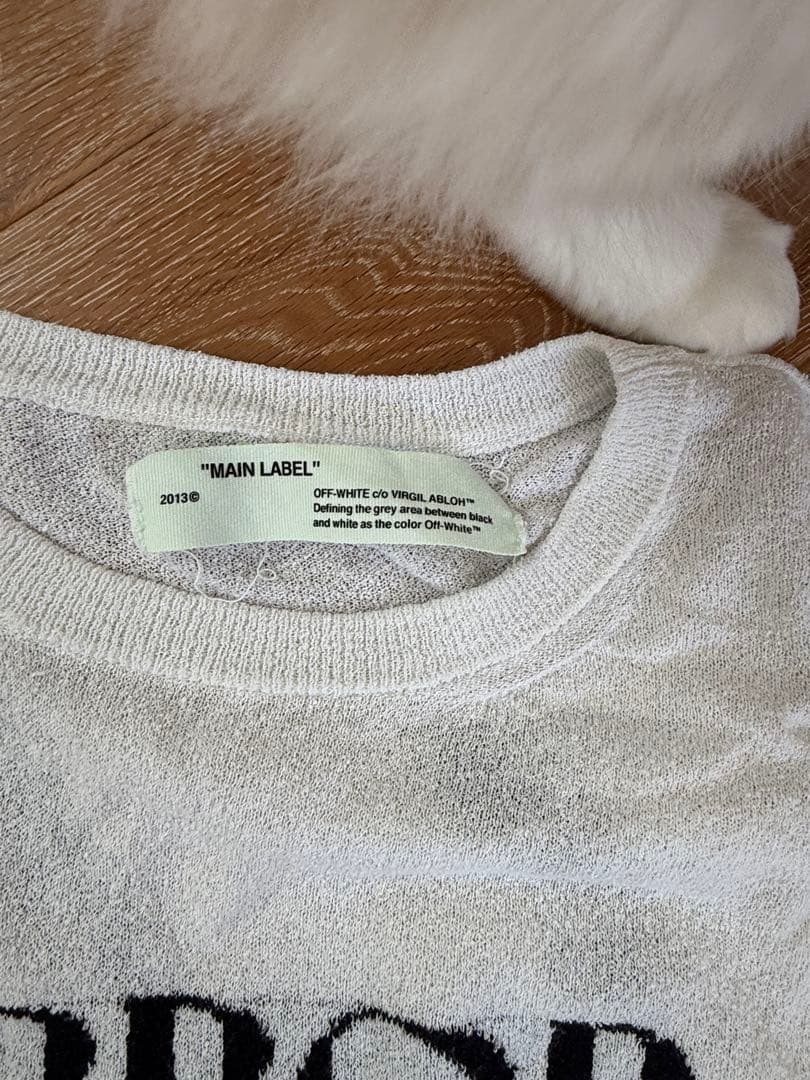 "MAIN LABEL"
2013©
OFF-WHITE c/o VIRGIL ABLOH™
Defining the grey area between black
and white as the color Off-White™